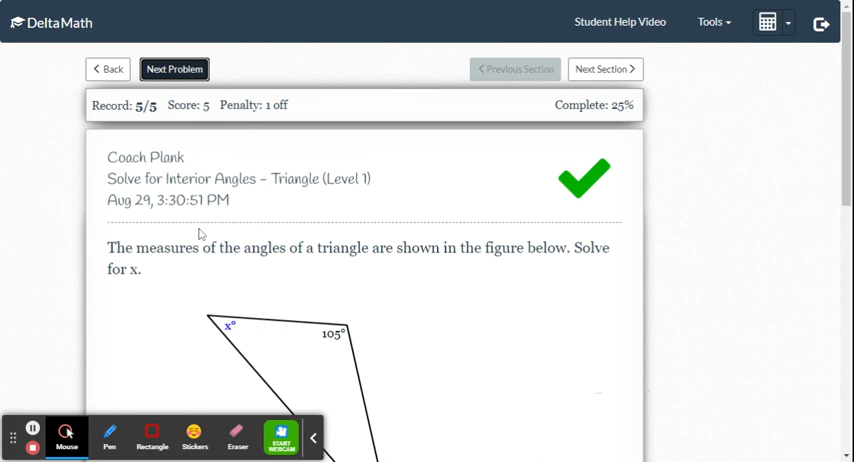 DeltaMath
Student Help Video
Tools
Back
Next Problem
Previous Section
Next Section
Record: 5/5 Score: 5 Penalty: 1 off
Complete: 25%
Coach Plank
Solve for Interior Angles - Triangle (Level 1)
Aug 29, 3:30:51 PM
The measures of the angles of a triangle are shown in the figure below. Solve
for x.
x°
105°
Mouse
Pen
Rectangle
Stickers
Eraser
START
WEBCAM